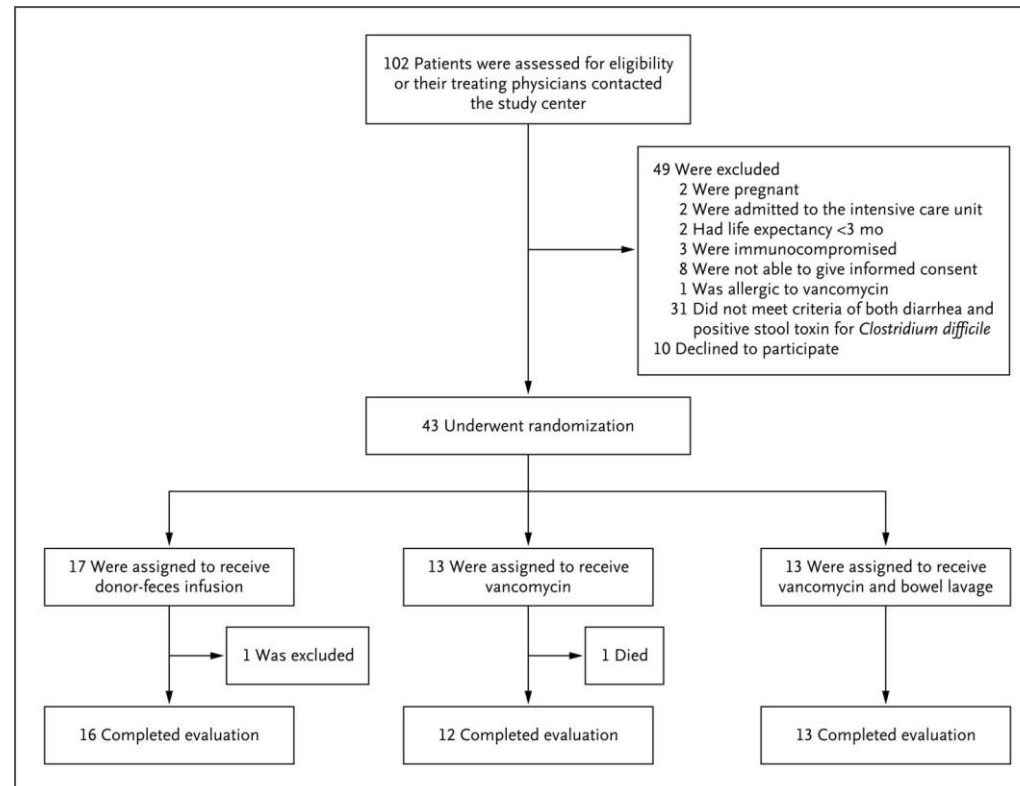 102 Patients were assessed for eligibility
or their treating physicians contacted
the study center
49 Were excluded
2 Were pregnant
2 Were admitted to the intensive care unit
2 Had life expectancy <3 mo
3 Were immunocompromised
8 Were not able to give informed consent
1 Was allergic to vancomycin
31 Did not meet criteria of both diarrhea and
positive stool toxin for Clostridium difficile
10 Declined to participate
43 Underwent randomization
17 Were assigned to receive
donor-feces infusion
13 Were assigned to receive
vancomycin
13 Were assigned to receive
vancomycin and bowel lavage
1 Was excluded
1 Died
16 Completed evaluation
12 Completed evaluation
13 Completed evaluation